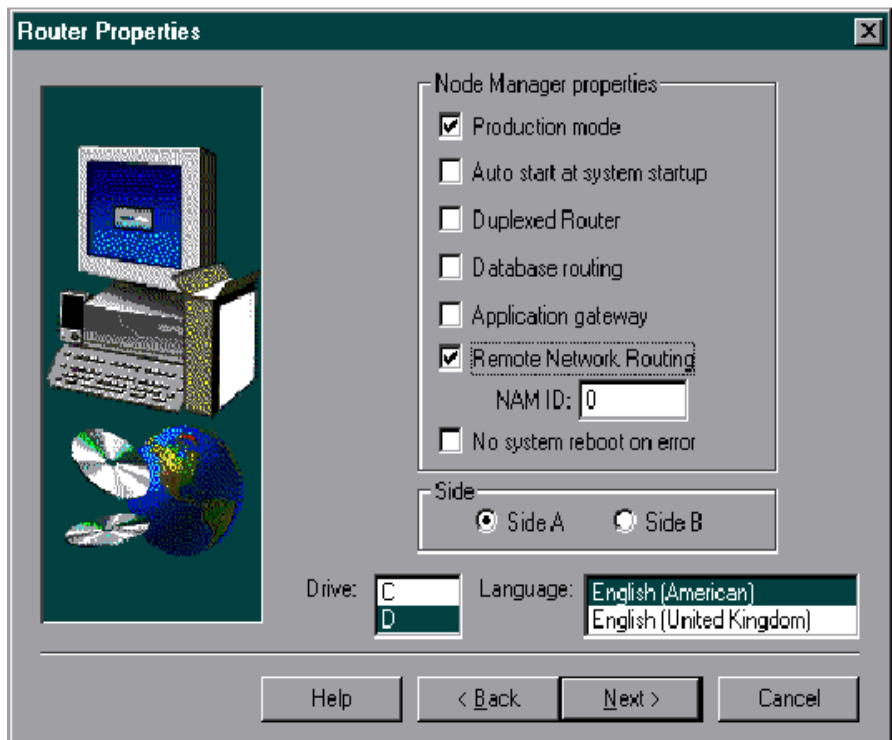 Router Properties
Node Manager properties
Production mode
Auto start at system startup
Duplexed Router
Database routing
Application gateway
Remote Network Routing
NAM ID: 0
No system reboot on error
Side
Side A Side B
Drive: C Language: English (American)
D English (United Kingdom)
Help < Back Next > Cancel